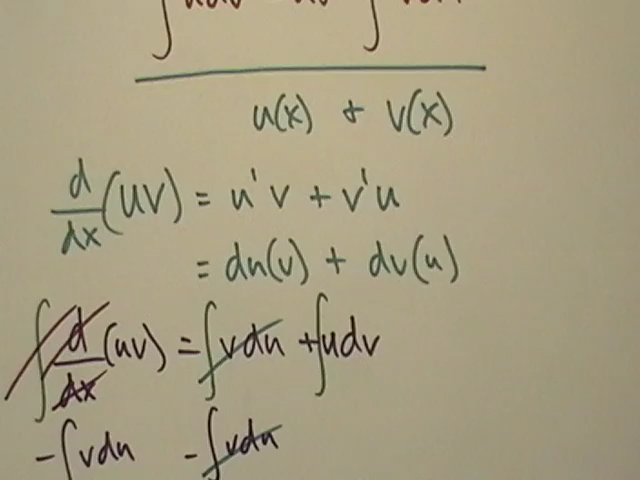 u(x) & v(x)
d/dx (uv) = u'v + v'u
= du(v) + dv(u)
∫ d/dx (uv) = ∫vdu + ∫udv
-∫vdu -∫vdu